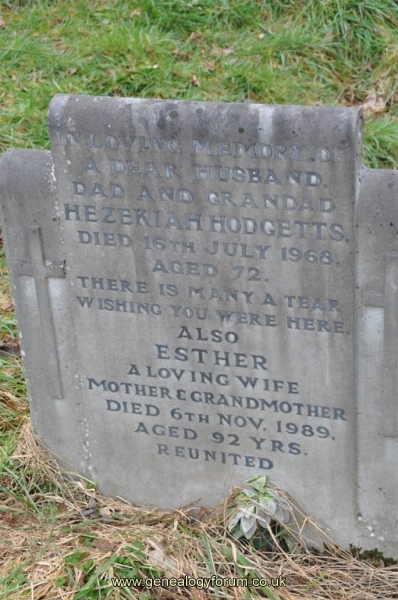 IN LOVING MEMORY OF
A DEAR HUSBAND
DAD AND GRANDAD
HEZEKIAH HODGETTS.
DIED 16TH JULY 1968.
AGED 72.
THERE IS MANY A TEAR
WISHING YOU WERE HERE.
ALSO
ESTHER
A LOVING WIFE
MOTHER & GRANDMOTHER
DIED 6TH NOV. 1989.
AGED 92 YRS.
REUNITED
www.genealogyforum.co.uk